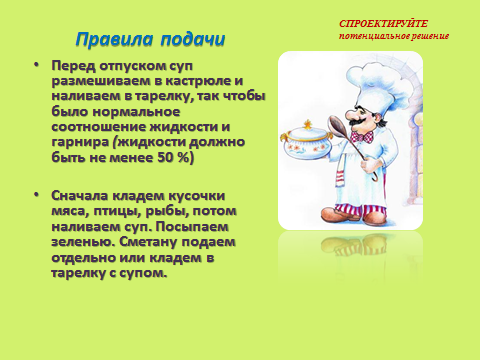 Правила подачи
СПРОЕКТИРУЙТЕ
потенциальное решение
• Перед отпуском суп
размешиваем в кастрюле и
наливаем в тарелку, так чтобы
было нормальное
соотношение жидкости и
гарнира (жидкости должно
быть не менее 50 %)
• Сначала кладем кусочки
мяса, птицы, рыбы, потом
наливаем суп. Посыпаем
зеленью. Сметану подаем
отдельно или кладем в
тарелку с супом.